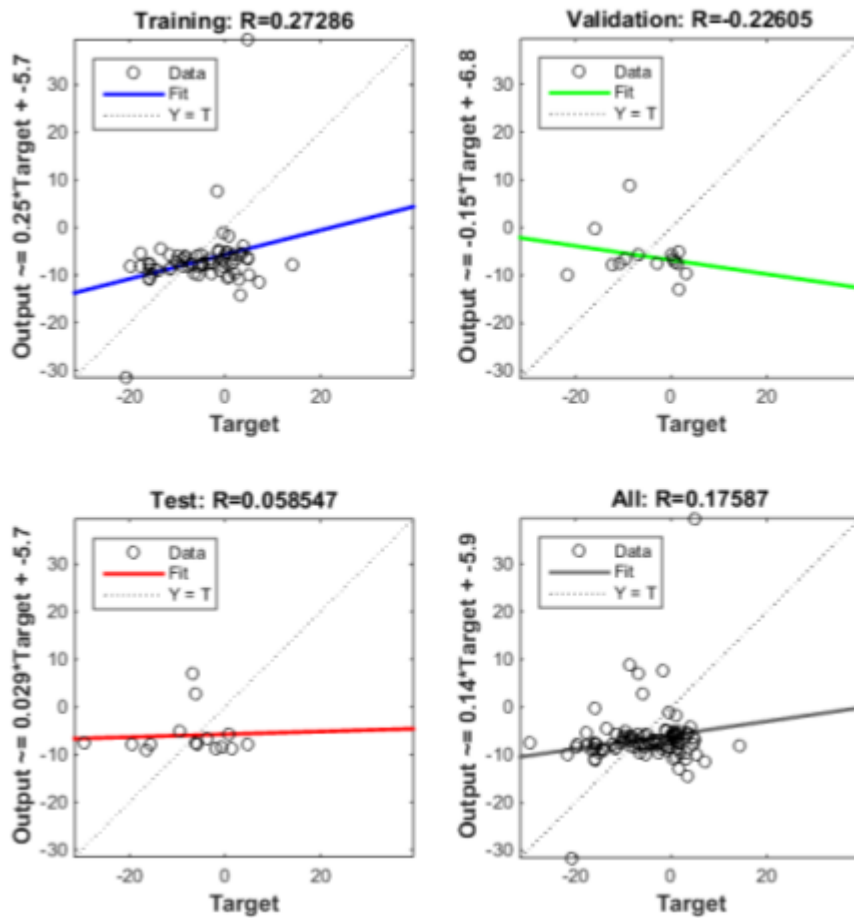 Training: R=0.27286
Output ~= 0.25*Target + -5.7
30
20
10
0
-10
-20
-30
Data
Fit
Y = T
-20
0
20
Target
Validation: R=-0.22605
Output ~= -0.15*Target + -6.8
30
20
10
0
-10
-20
-30
Data
Fit
Y = T
-20
0
20
Target
Test: R=0.058547
Output ~= 0.029*Target + -5.7
30
20
10
0
-10
-20
-30
Data
Fit
Y = T
-20
0
20
Target
All: R=0.17587
Output ~= 0.14*Target + -5.9
30
20
10
0
-10
-20
-30
Data
Fit
Y = T
-20
0
20
Target